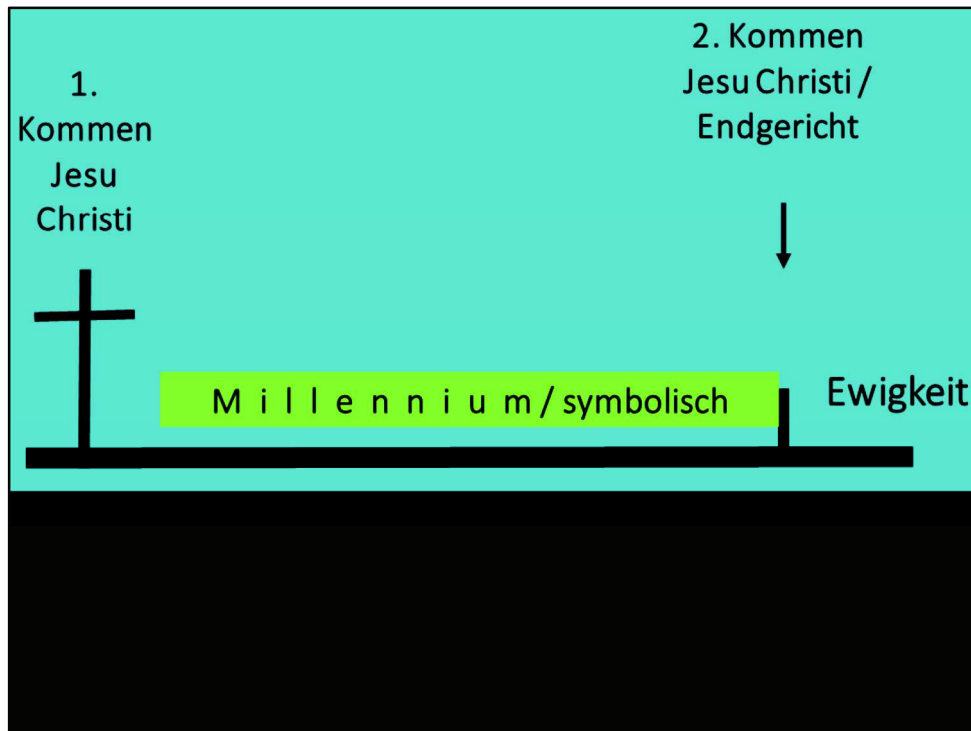 1.
Kommen
Jesu
Christi
2. Kommen
Jesu Christi /
Endgericht
M i l l e n n i u m / symbolisch
Ewigkeit